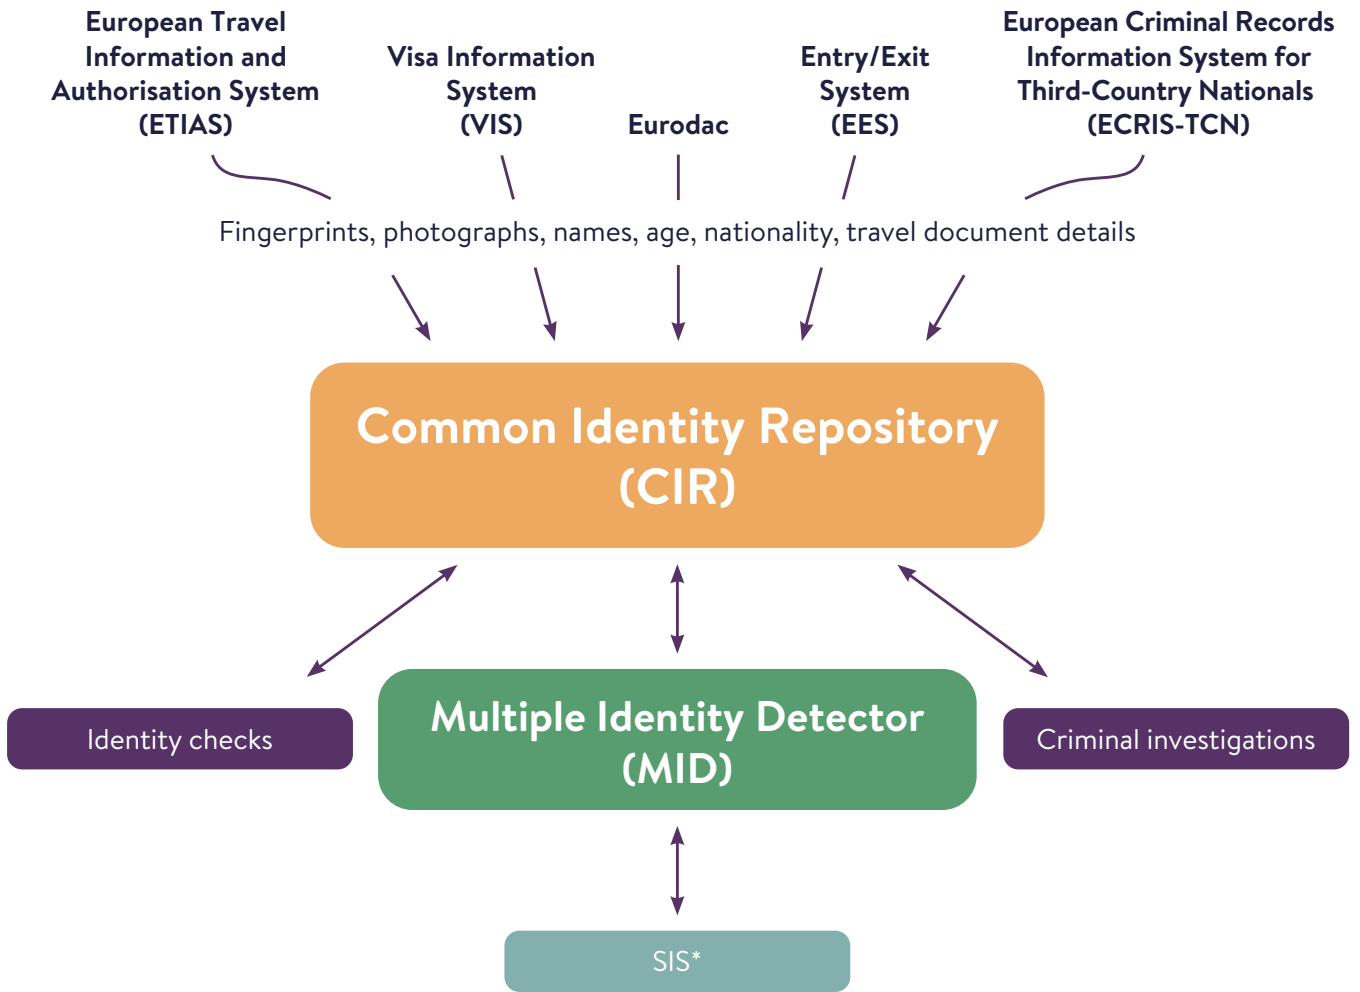 European Travel
Information and
Authorisation System
(ETIAS)
Visa Information
System
(VIS)
Eurodac
Entry/Exit
System
(EES)
European Criminal Records
Information System for
Third-Country Nationals
(ECRIS-TCN)
Fingerprints, photographs, names, age, nationality, travel document details
Common Identity Repository
(CIR)
Identity checks
Multiple Identity Detector
(MID)
Criminal investigations
SIS*